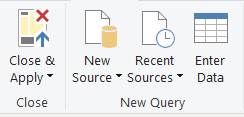 Close & Apply
New Source
Recent Sources
Enter Data
Close
New Query